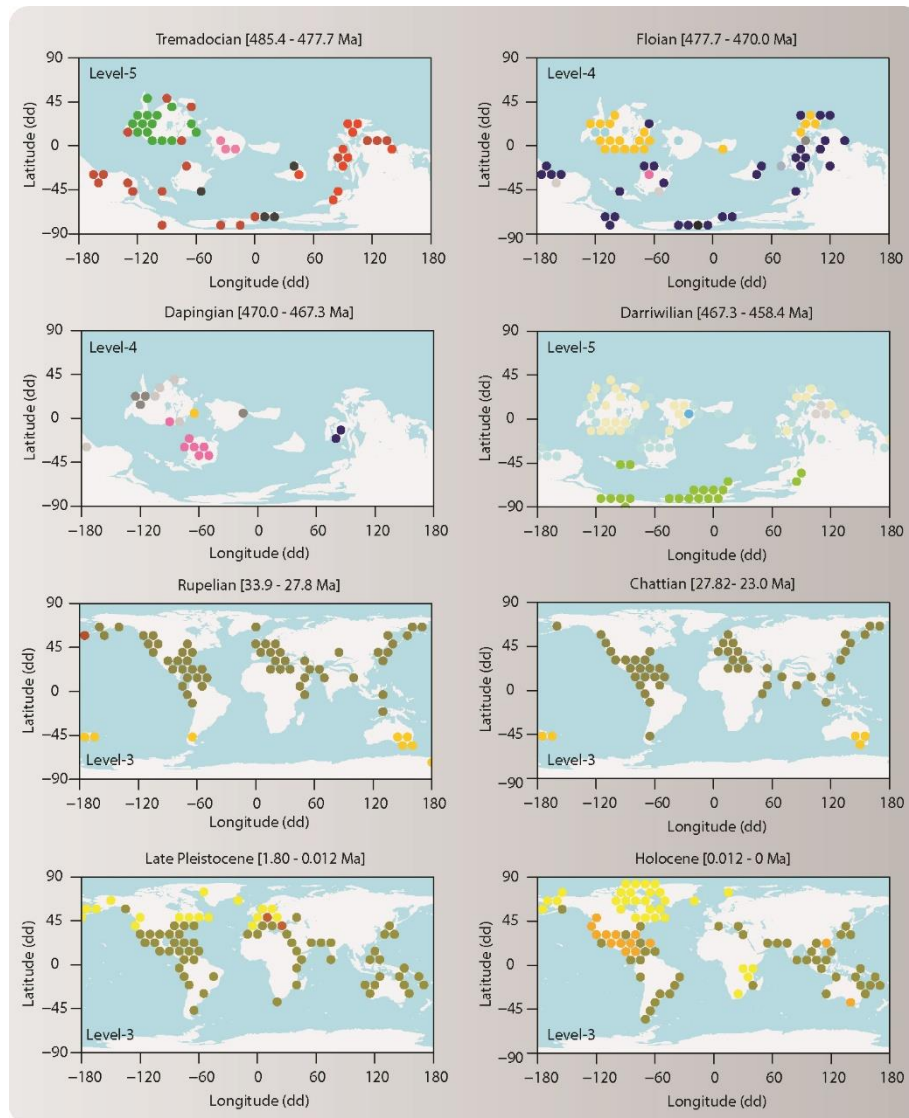 Tremadocian [485.4 - 477.7 Ma]
90
45
0
−45
−90
Level-5
Latitude (dd)
−180 −120 −60 0 60 120 180
Longitude (dd)
Floian [477.7 - 470.0 Ma]
90
45
0
−45
−90
Level-4
Latitude (dd)
−180 −120 −60 0 60 120 180
Longitude (dd)
Dapingian [470.0 - 467.3 Ma]
90
45
0
−45
−90
Level-4
Latitude (dd)
−180 −120 −60 0 60 120 180
Longitude (dd)
Darriwilian [467.3 - 458.4 Ma]
90
45
0
−45
−90
Level-5
Latitude (dd)
−180 −120 −60 0 60 120 180
Longitude (dd)
Rupelian [33.9 - 27.8 Ma]
90
45
0
−45
−90
Latitude (dd)
Level-3
−180 −120 −60 0 60 120 180
Longitude (dd)
Chattian [27.82- 23.0 Ma]
90
45
0
−45
−90
Latitude (dd)
Level-3
−180 −120 −60 0 60 120 180
Longitude (dd)
Late Pleistocene [1.80 - 0.012 Ma]
90
45
0
−45
−90
Latitude (dd)
Level-3
−180 −120 −60 0 60 120 180
Longitude (dd)
Holocene [0.012 - 0 Ma]
90
45
0
−45
−90
Latitude (dd)
Level-3
−180 −120 −60 0 60 120 180
Longitude (dd)